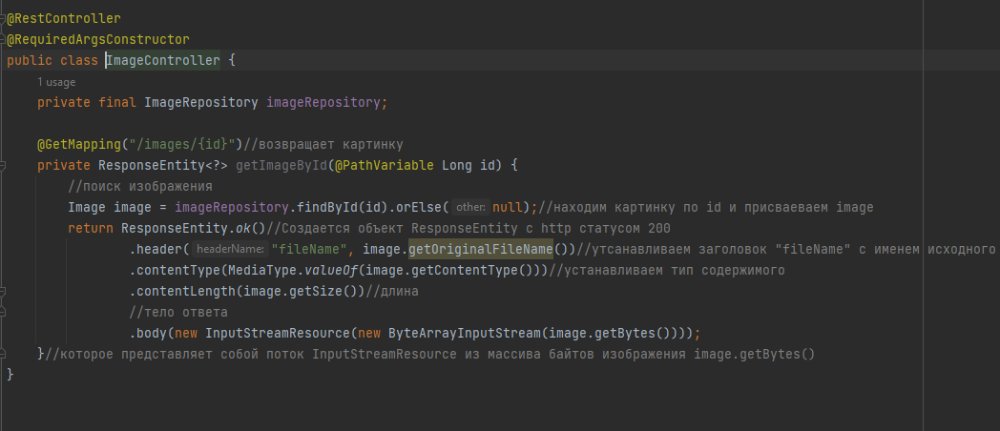 @RestController
@RequiredArgsConstructor
public class ImageController {
1 usage
private final ImageRepository imageRepository;
@GetMapping("/images/{id}")//возвращает картинку
private ResponseEntity<?> getImageById(@PathVariable Long id) {
//поиск изображения
Image image = imageRepository.findById(id).orElse( other: null);//находим картинку по id и присваеваем image
return ResponseEntity.ok()//Создается объект ResponseEntity с http статусом 200
.header( headerName: "fileName", image.getOriginalFileName())//утсанавливаем заголовок "fileName" с именем исходного
.contentType(MediaType.valueOf(image.getContentType()))//устанавливаем тип содержимого
.contentLength(image.getSize())//длина
//тело ответа
.body(new InputStreamResource(new ByteArrayInputStream(image.getBytes())));
}//которое представляет собой поток InputStreamResource из массива байтов изображения image.getBytes()
}